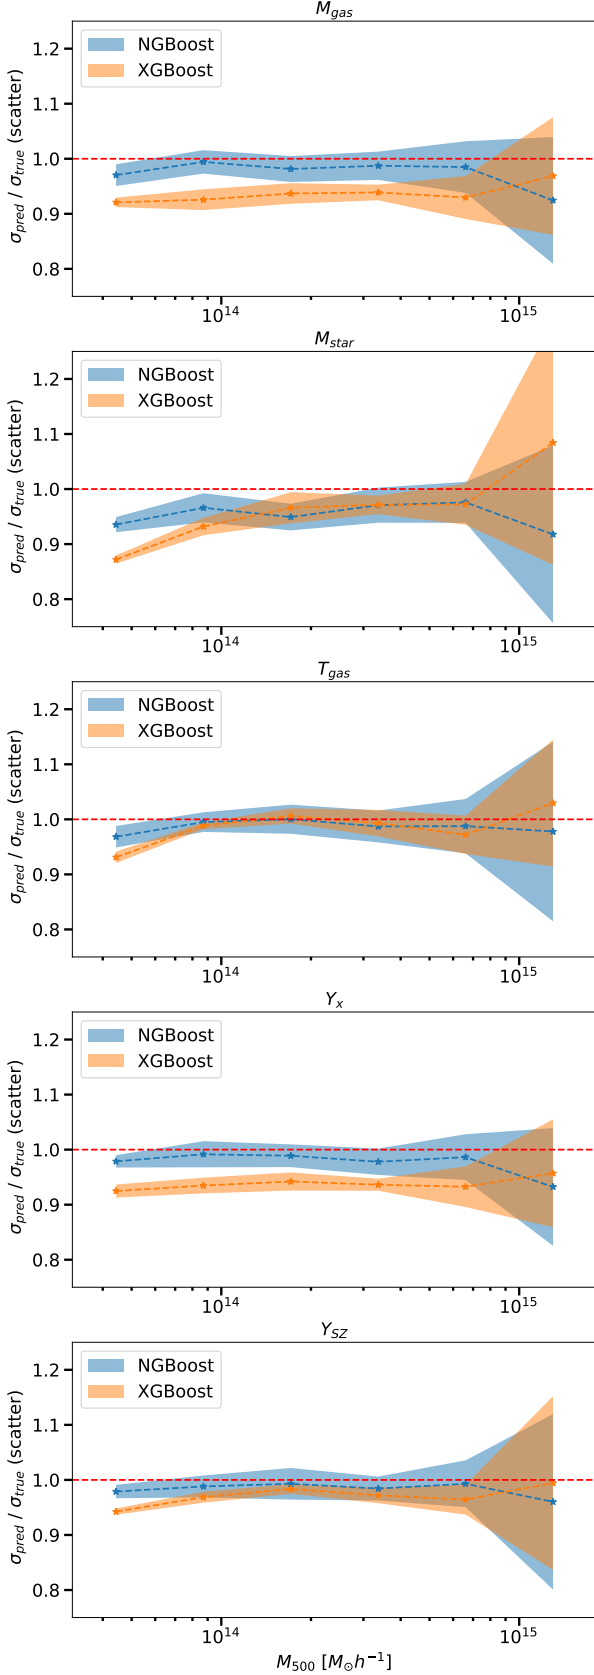 M_gas
NGBoost
XGBoost
σ_pred / σ_true (scatter)
1.2
1.1
1.0
0.9
0.8
10^14
10^15
M_star
NGBoost
XGBoost
σ_pred / σ_true (scatter)
1.2
1.1
1.0
0.9
0.8
10^14
10^15
T_gas
NGBoost
XGBoost
σ_pred / σ_true (scatter)
1.2
1.1
1.0
0.9
0.8
10^14
10^15
Y_x
NGBoost
XGBoost
σ_pred / σ_true (scatter)
1.2
1.1
1.0
0.9
0.8
10^14
10^15
Y_SZ
NGBoost
XGBoost
σ_pred / σ_true (scatter)
1.2
1.1
1.0
0.9
0.8
10^14
10^15
M_500 [M_⊙h^−1]